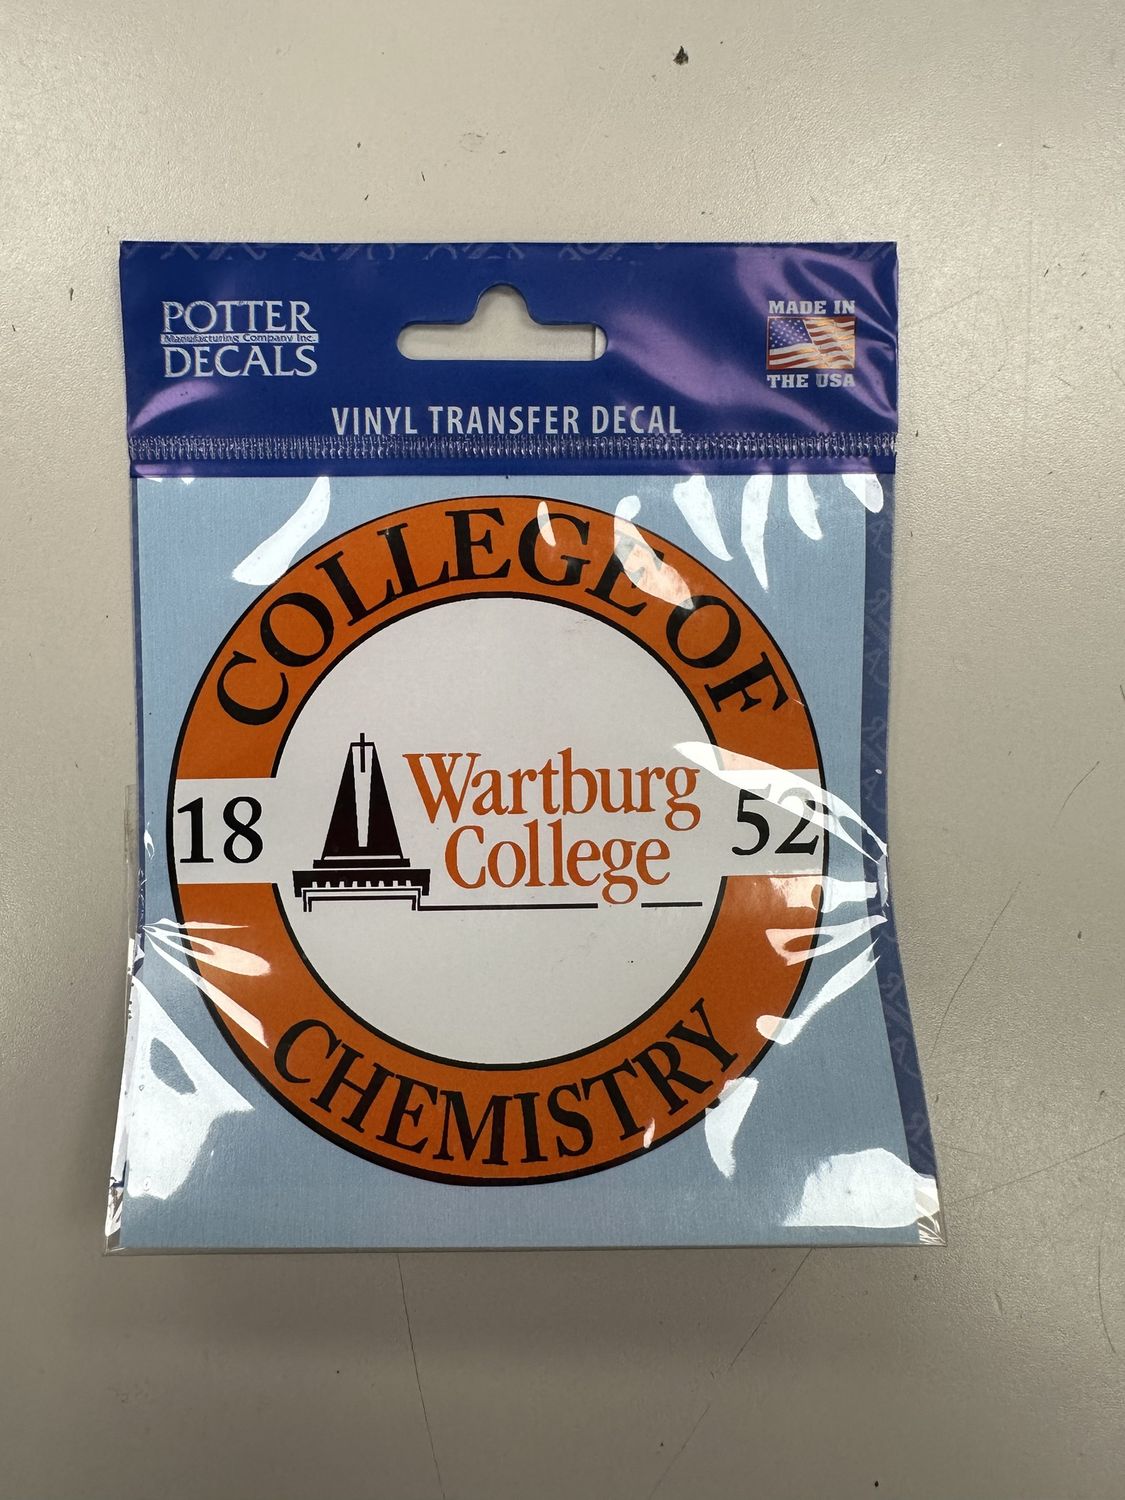 POTTER
Manufacturing Company Inc.
DECALS
MADE IN
THE USA
VINYL TRANSFER DECAL
COLLEGE OF
18
Wartburg
College
52
CHEMISTRY